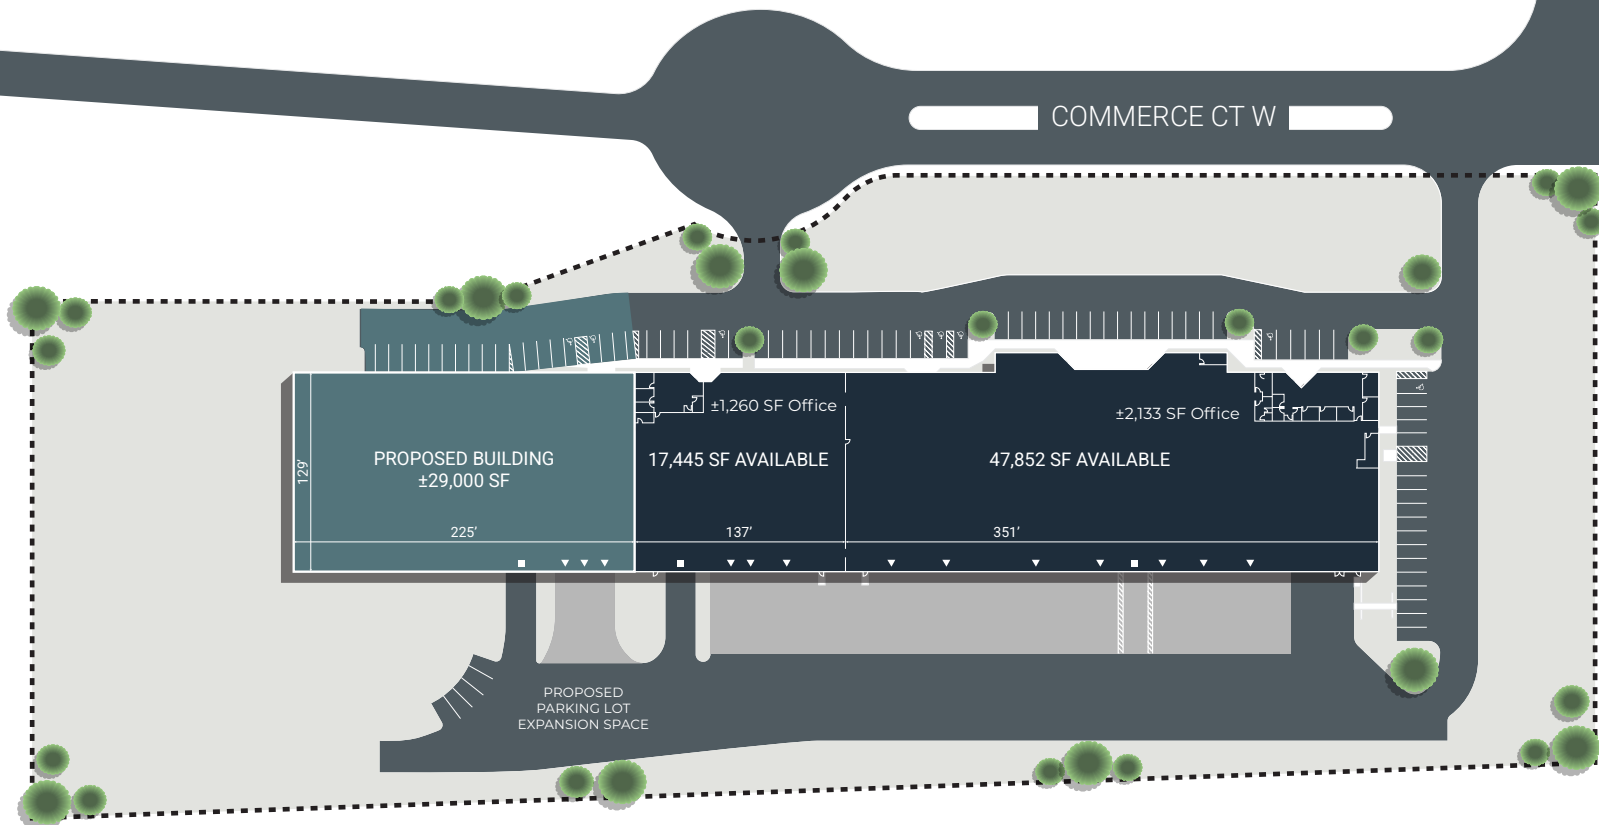 COMMERCE CT W
±1,260 SF Office
±2,133 SF Office
PROPOSED BUILDING
±29,000 SF
17,445 SF AVAILABLE
47,852 SF AVAILABLE
129’
225’
137’
351’
PROPOSED
PARKING LOT
EXPANSION SPACE